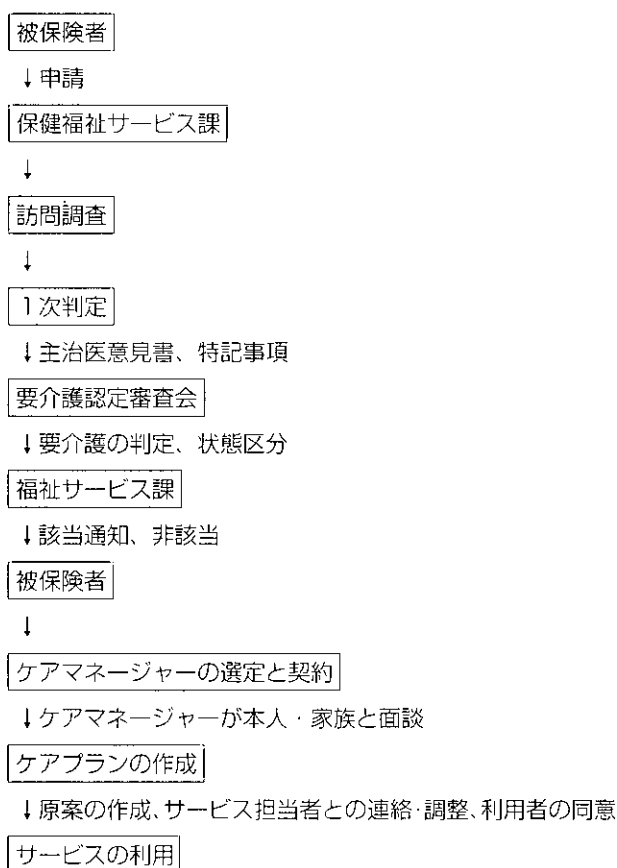 被保険者
↓申請
保健福祉サービス課
↓
訪問調査
↓
1次判定
↓主治医意見書、特記事項
要介護認定審査会
↓要介護の判定、状態区分
福祉サービス課
↓該当通知、非該当
被保険者
↓
ケアマネージャーの選定と契約
↓ケアマネージャーが本人・家族と面談
ケアプランの作成
↓原案の作成、サービス担当者との連絡・調整、利用者の同意
サービスの利用